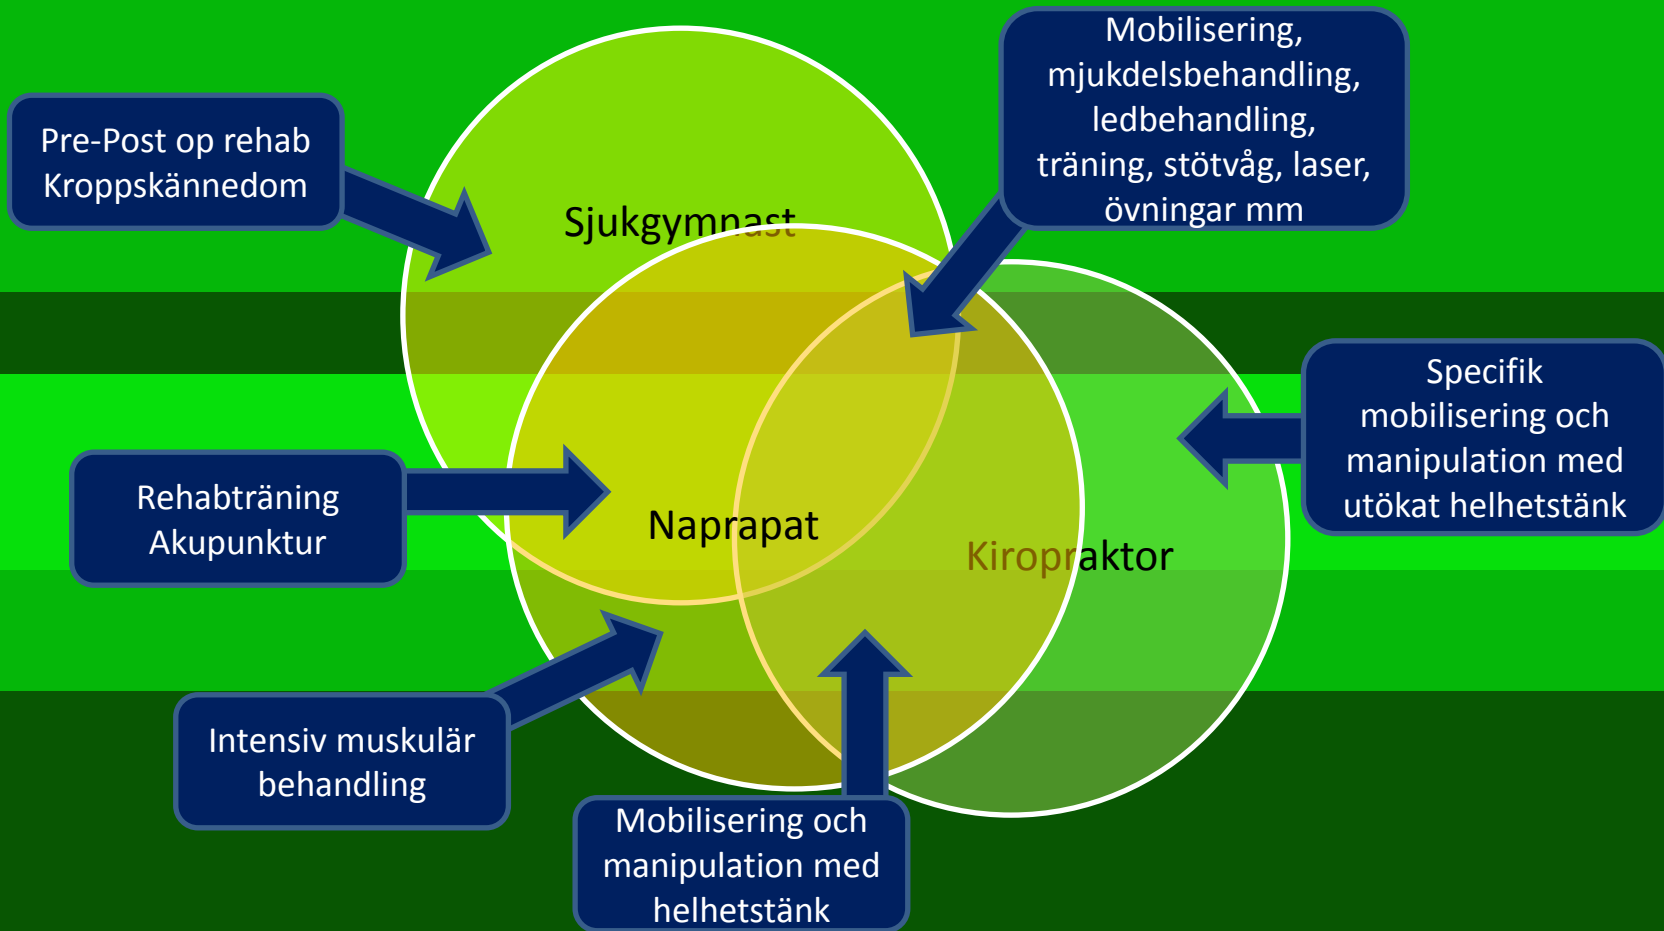 Mobilisering,
mjukdelsbehandling,
ledbehandling,
träning, stötvåg, laser,
övningar mm
Pre-Post op rehab
Kroppskännedom
Sjukgymnast
Specifik
mobilisering och
manipulation med
utökat helhetstänk
Rehabträning
Akupunktur
Naprapat
Kiropraktor
Intensiv muskulär
behandling
Mobilisering och
manipulation med
helhetstänk